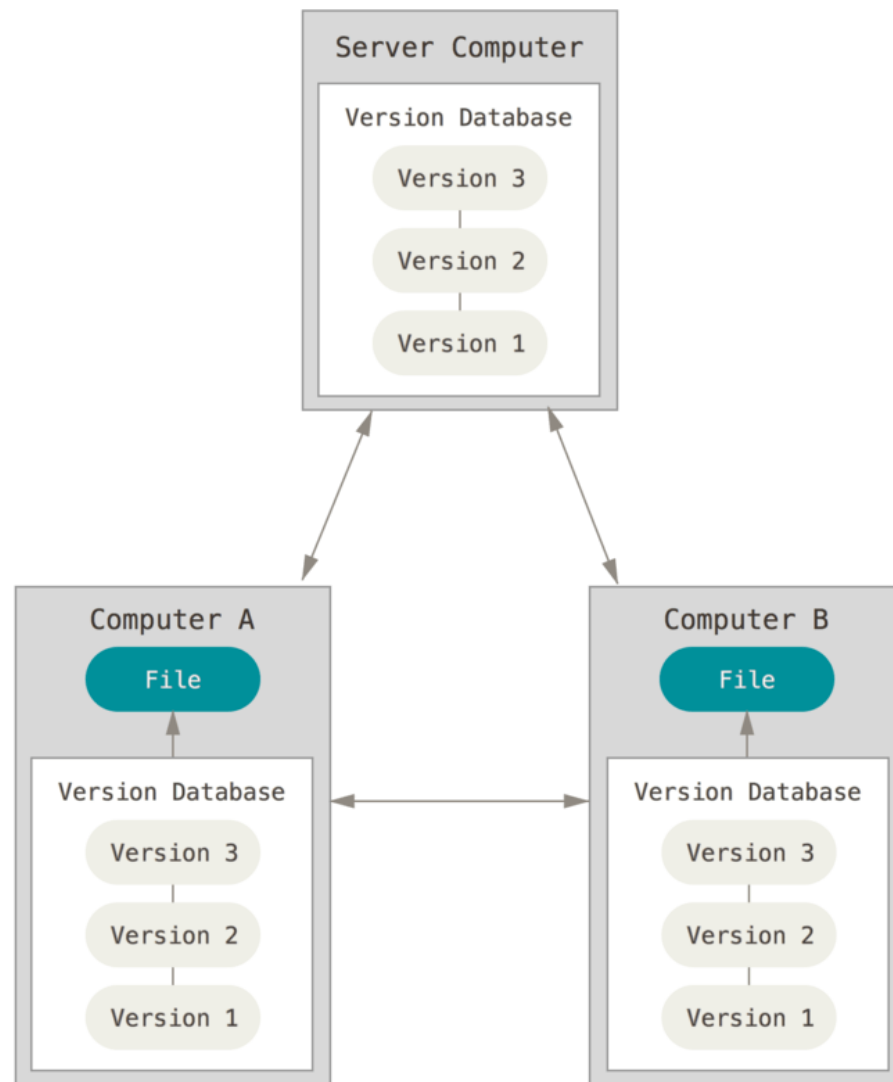 Server Computer
Version Database
Version 3
Version 2
Version 1
Computer A
File
Version Database
Version 3
Version 2
Version 1
Computer B
File
Version Database
Version 3
Version 2
Version 1